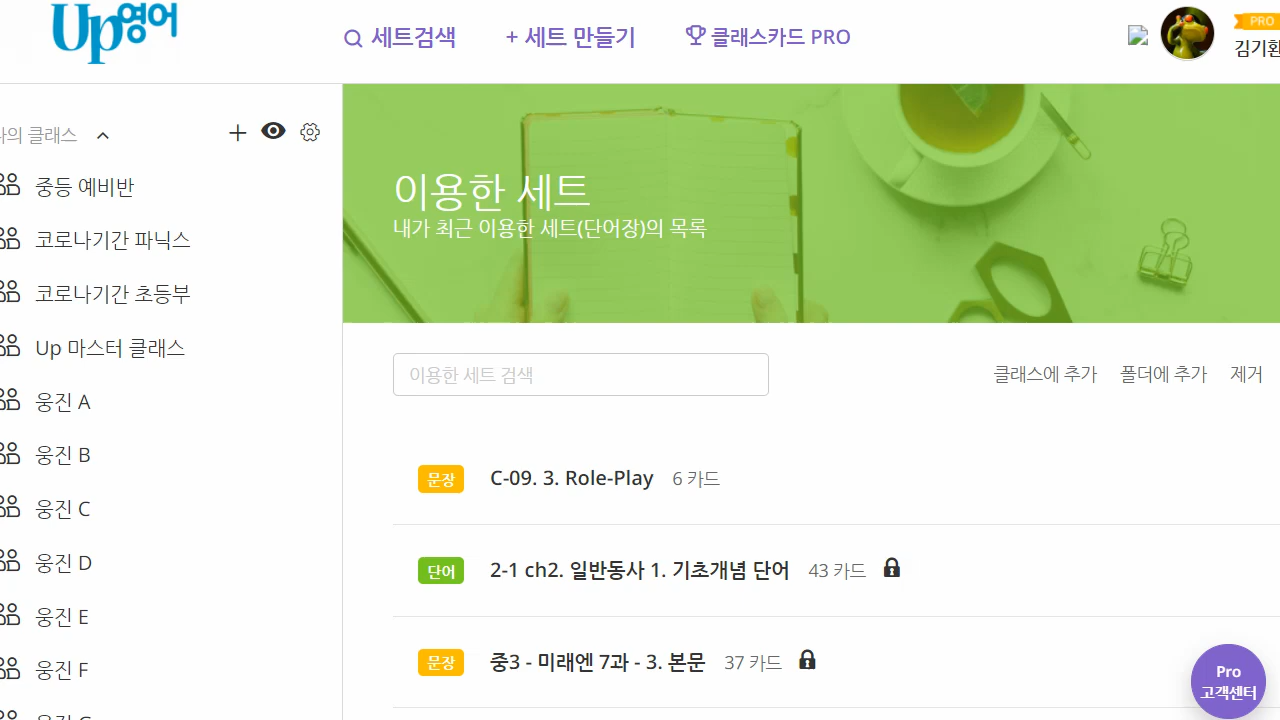 Up영어
세트검색
+ 세트 만들기
클래스카드 PRO
PRO
김기환
나의 클래스
중등 예비반
코로나기간 파닉스
코로나기간 초등부
Up 마스터 클래스
웅진 A
웅진 B
웅진 C
웅진 D
웅진 E
웅진 F
이용한 세트
내가 최근 이용한 세트(단어장)의 목록
이용한 세트 검색
클래스에 추가
폴더에 추가
제거
문장 C-09. 3. Role-Play 6 카드
단어 2-1 ch2. 일반동사 1. 기초개념 단어 43 카드
문장 중3 - 미래엔 7과 - 3. 본문 37 카드
Pro
고객센터